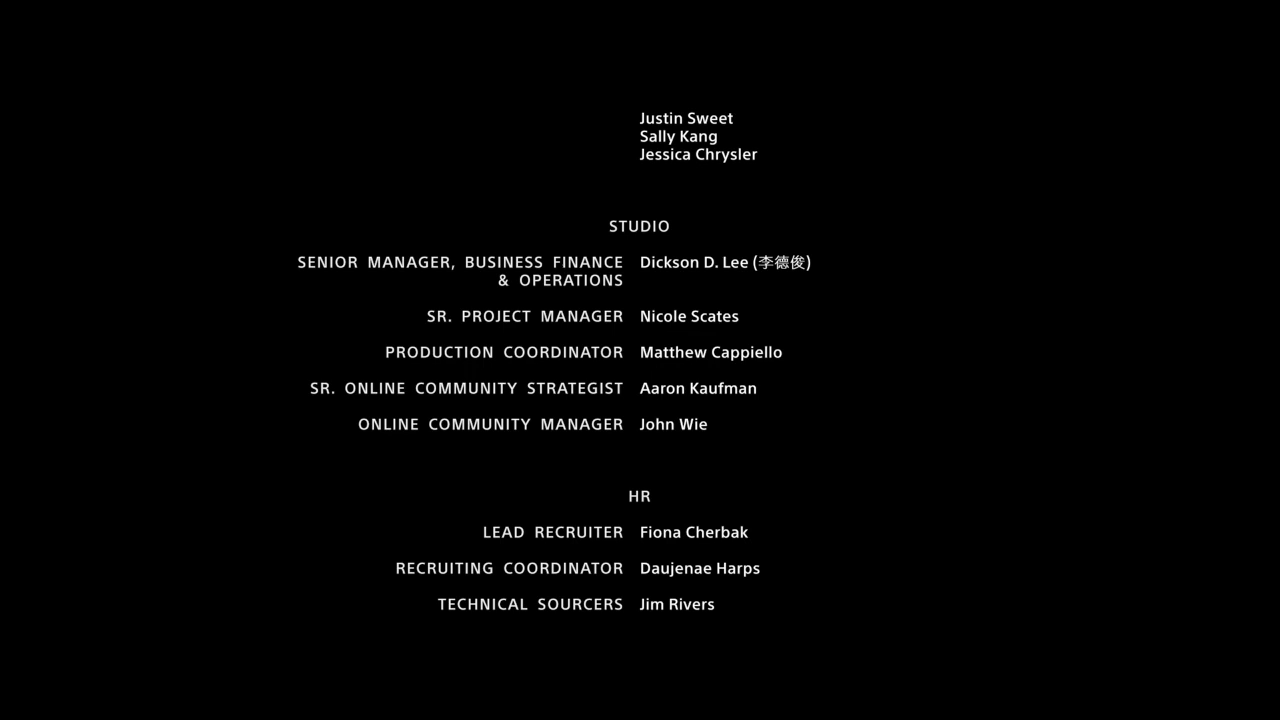 Justin Sweet
Sally Kang
Jessica Chrysler
STUDIO
SENIOR MANAGER, BUSINESS FINANCE Dickson D. Lee (李德俊)
& OPERATIONS
SR. PROJECT MANAGER Nicole Scates
PRODUCTION COORDINATOR Matthew Cappiello
SR. ONLINE COMMUNITY STRATEGIST Aaron Kaufman
ONLINE COMMUNITY MANAGER John Wie
HR
LEAD RECRUITER Fiona Cherbak
RECRUITING COORDINATOR Daujenae Harps
TECHNICAL SOURCERS Jim Rivers